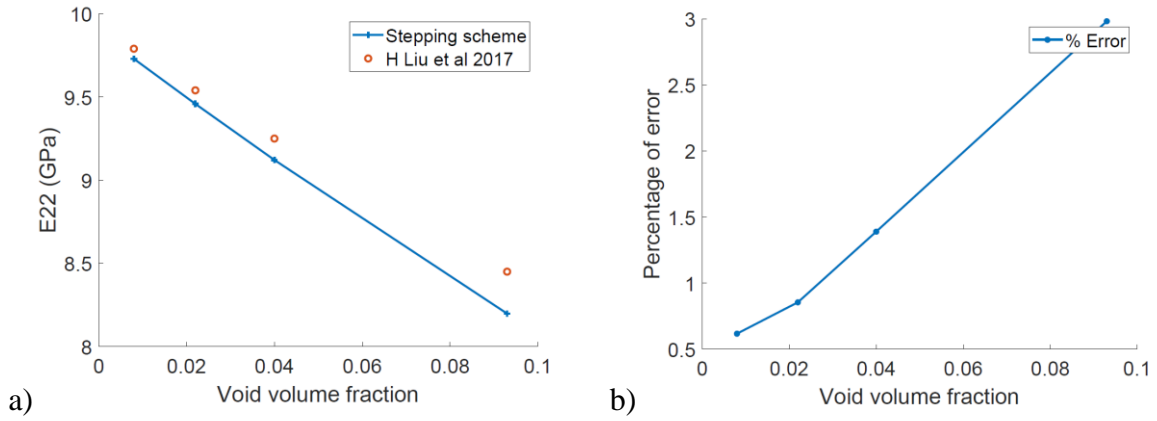 10
9.5
9
8.5
8
E22 (GPa)
0
0.02
0.04
0.06
0.08
0.1
Void volume fraction
Stepping scheme
H Liu et al 2017
a)
3
2.5
2
1.5
1
0.5
Percentage of error
0
0.02
0.04
0.06
0.08
0.1
Void volume fraction
% Error
b)